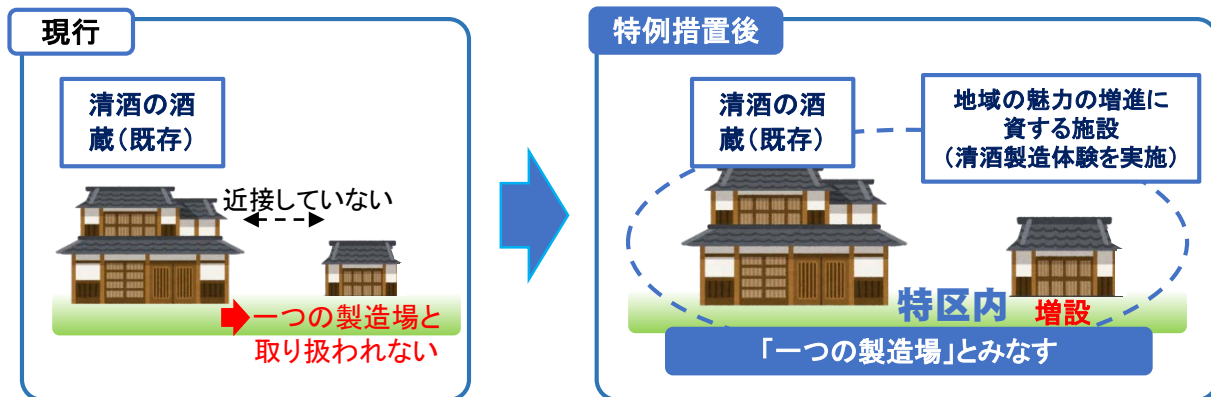 現行
清酒の酒
蔵（既存）
近接していない
一つの製造場と
取り扱われない
特例措置後
清酒の酒
蔵（既存）
地域の魅力の増進に
資する施設
（清酒製造体験を実施）
特区内
増設
「一つの製造場」とみなす